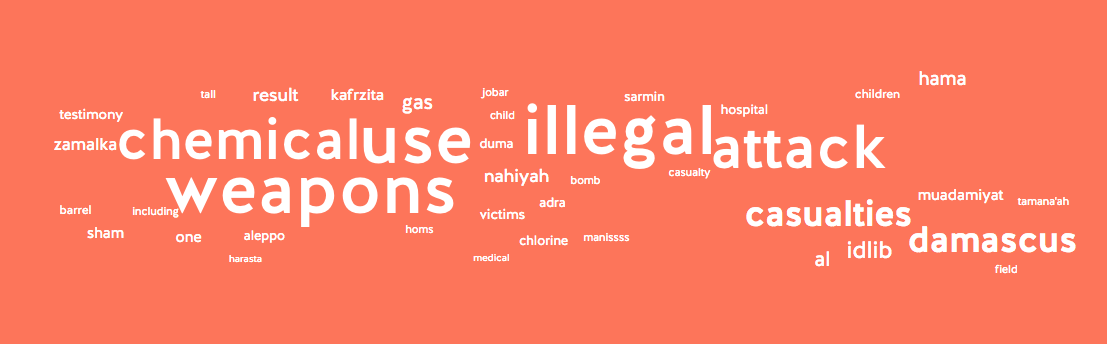 hama
tall result kafrzita gas jobar sarmin children
testimony child hospital
zamalka chemical use duma illegal attack
casualty
weapons nahiyah bomb
barrel including victims adra casualties muadamiyat tamana'ah
sham one aleppo homs chlorine manissss damascus
harasta medical al idlib
field